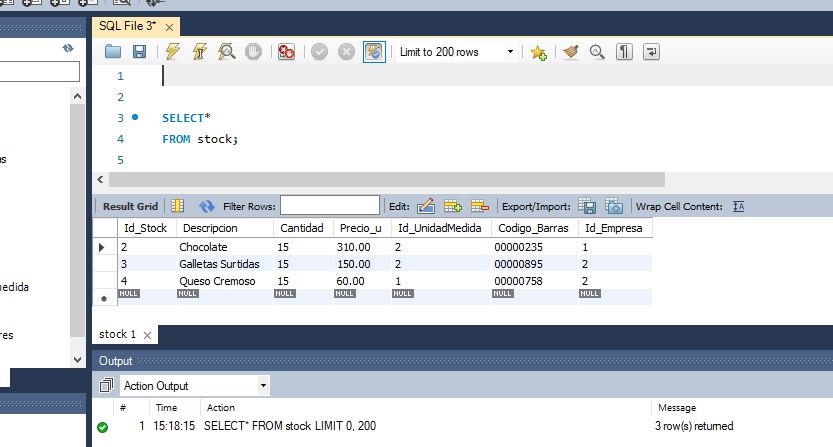 SQL File 3*
Limit to 200 rows
1
2
3 SELECT*
4 FROM stock;
5
Result Grid Filter Rows: Edit: Export/Import: Wrap Cell Content:
Id_Stock Descripcion Cantidad Precio_u Id_UnidadMedida Codigo_Barras Id_Empresa
2 Chocolate 15 310.00 2 00000235 1
3 Galletas Surtidas 15 150.00 2 00000895 2
4 Queso Cremoso 15 60.00 1 00000758 2
NULL NULL NULL NULL NULL NULL NULL
as
nedida
res
stock 1
Output
Action Output
# Time Action Message
1 15:18:15 SELECT* FROM stock LIMIT 0, 200 3 row(s) returned